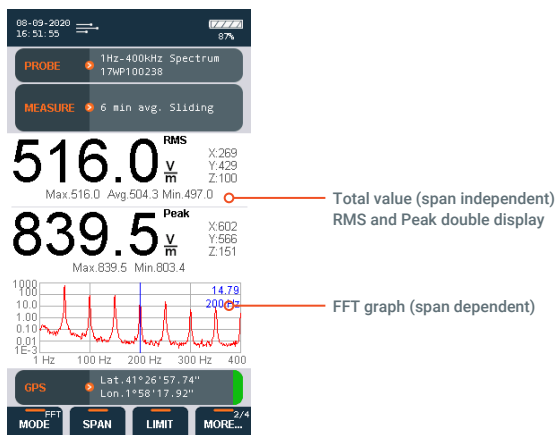 08-09-2020
16:51:55
87%
PROBE
1Hz-400kHz Spectrum
17WP100238
MEASURE
6 min avg. Sliding
RMS
516.0 V/m
X:269
Y:429
Z:100
Max.516.0 Avg.504.3 Min.497.0
Total value (span independent)
RMS and Peak double display
Peak
839.5 V/m
X:602
Y:566
Z:151
Max.839.5 Min.803.4
1000
100
10.0
1.00
0.10
0.01
1E-3
14.79
200 Hz
FFT graph (span dependent)
1 Hz 100 Hz 200 Hz 300 Hz 400
GPS
Lat.41°26'57.74"
Lon.1°58'17.92"
FFT
MODE
SPAN
LIMIT
2/4
MORE...